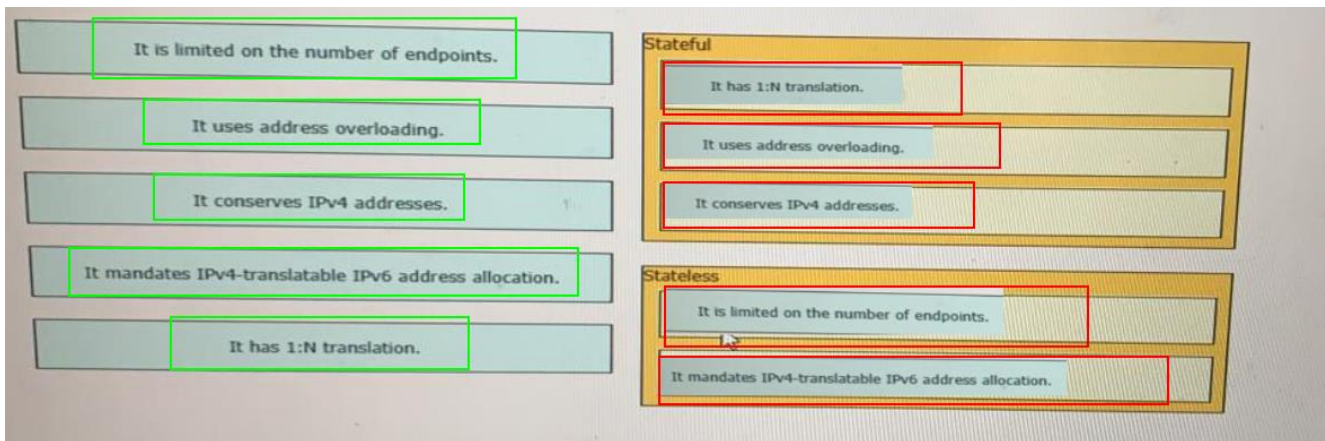 It is limited on the number of endpoints.
It uses address overloading.
It conserves IPv4 addresses.
It mandates IPv4-translatable IPv6 address allocation.
It has 1:N translation.
Stateful
It has 1:N translation.
It uses address overloading.
It conserves IPv4 addresses.
Stateless
It is limited on the number of endpoints.
It mandates IPv4-translatable IPv6 address allocation.